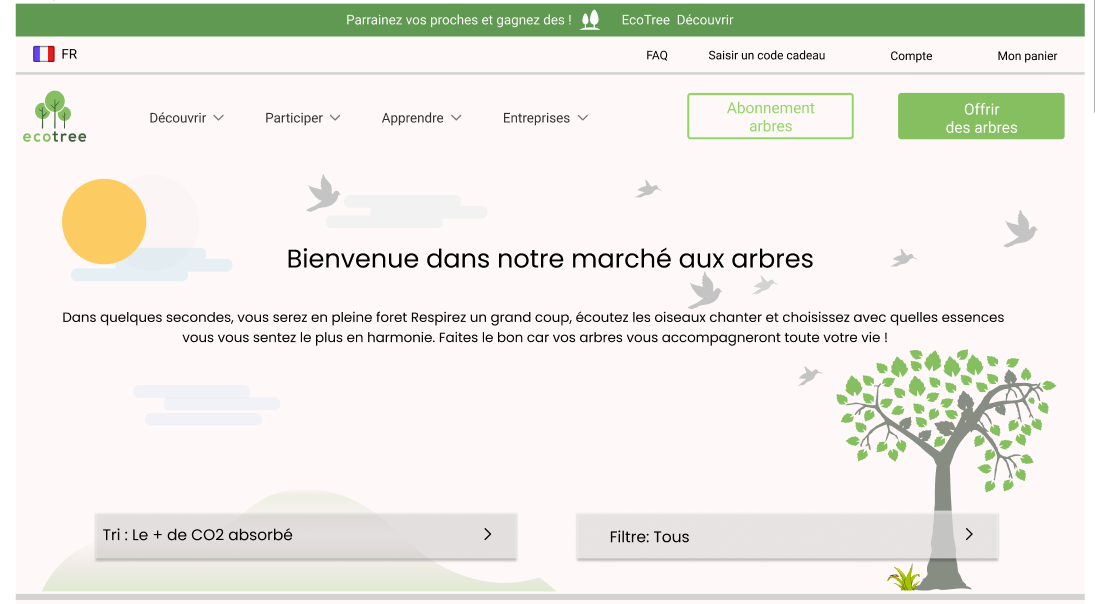 Parrainez vos proches et gagnez des ! EcoTree Découvrir
FR
FAQ Saisir un code cadeau Compte Mon panier
ecotree
Découvrir Participer Apprendre Entreprises
Abonnement
arbres
Offrir
des arbres
Bienvenue dans notre marché aux arbres
Dans quelques secondes, vous serez en pleine foret Respirez un grand coup, écoutez les oiseaux chanter et choisissez avec quelles essences
vous vous sentez le plus en harmonie. Faites le bon car vos arbres vous accompagneront toute votre vie !
Tri : Le + de CO2 absorbé
Filtre: Tous